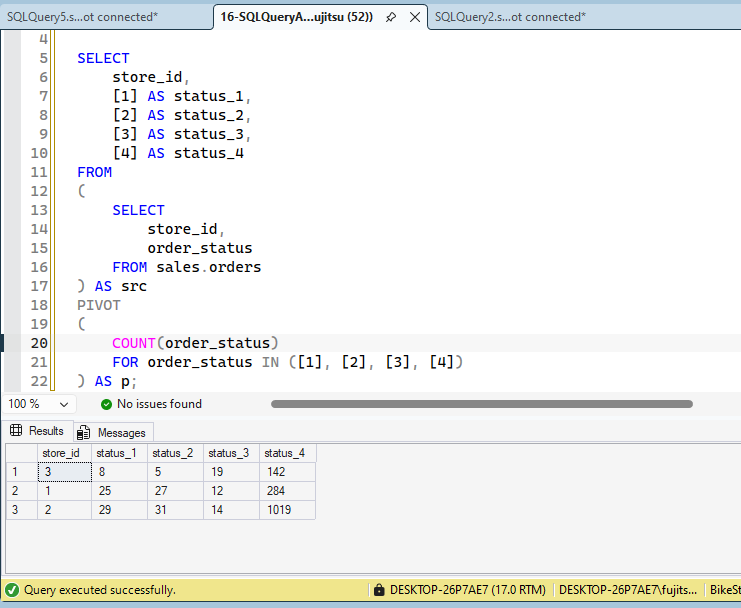 SQLQuery5.s...ot connected*
16-SQLQueryA...ujitsu (52))
SQLQuery2.s...ot connected*
4
5 SELECT
6 store_id,
7 [1] AS status_1,
8 [2] AS status_2,
9 [3] AS status_3,
10 [4] AS status_4
11 FROM
12 (
13 SELECT
14 store_id,
15 order_status
16 FROM sales.orders
17 ) AS src
18 PIVOT
19 (
20 COUNT(order_status)
21 FOR order_status IN ([1], [2], [3], [4])
22 ) AS p;
100 % No issues found
Results Messages
store_id status_1 status_2 status_3 status_4
1 3 8 5 19 142
2 1 25 27 12 284
3 2 29 31 14 1019
Query executed successfully. DESKTOP-26P7AE7 (17.0 RTM) DESKTOP-26P7AE7\fujits... BikeSt